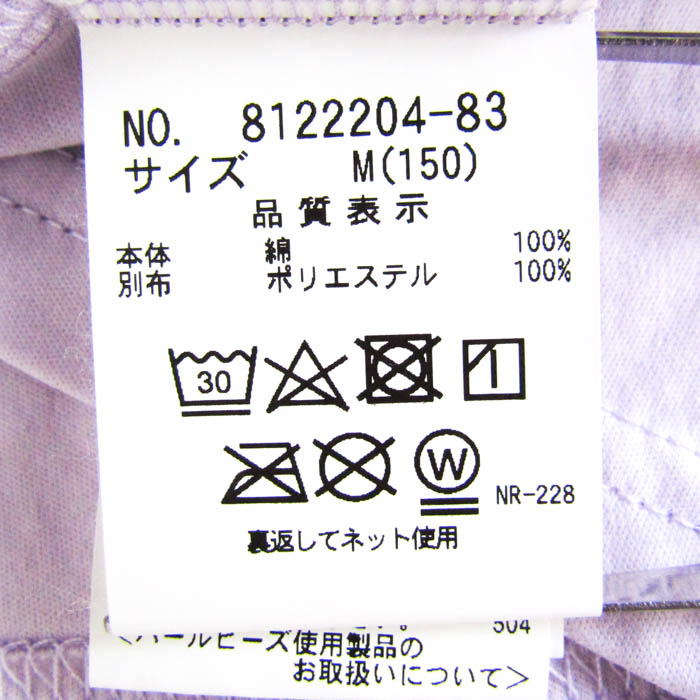 NO. 8122204-83
サイズ M(150)
品質表示
本体 綿 100%
別布 ポリエステル 100%
30
W
NR-228
裏返してネット使用
504
<パールビーズ使用製品の
お取扱いについて>